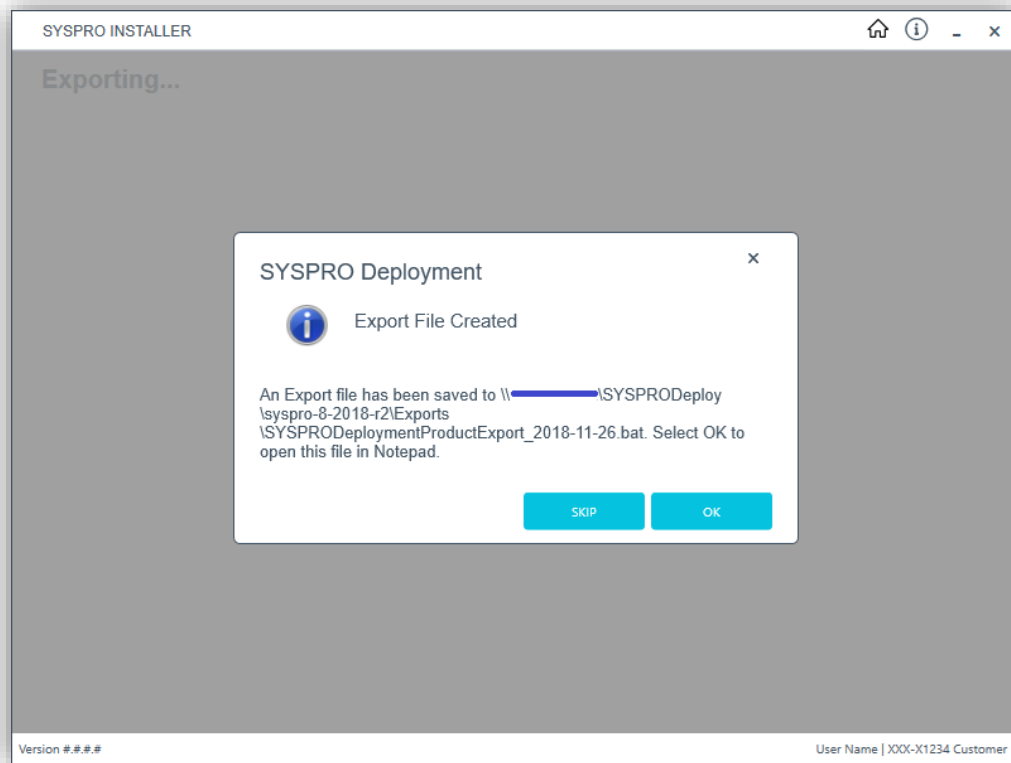 SYSPRO INSTALLER
Exporting...
SYSPRO Deployment
Export File Created
An Export file has been saved to \\ \SYSPRODeploy
\syspro-8-2018-r2\Exports
\SYSPRODeploymentProductExport_2018-11-26.bat. Select OK to
open this file in Notepad.
SKIP
OK
Version #.#.#.#
User Name | XXX-X1234 Customer